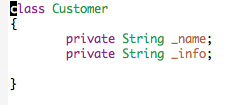 class Customer
{
private String _name;
private String _info;
}